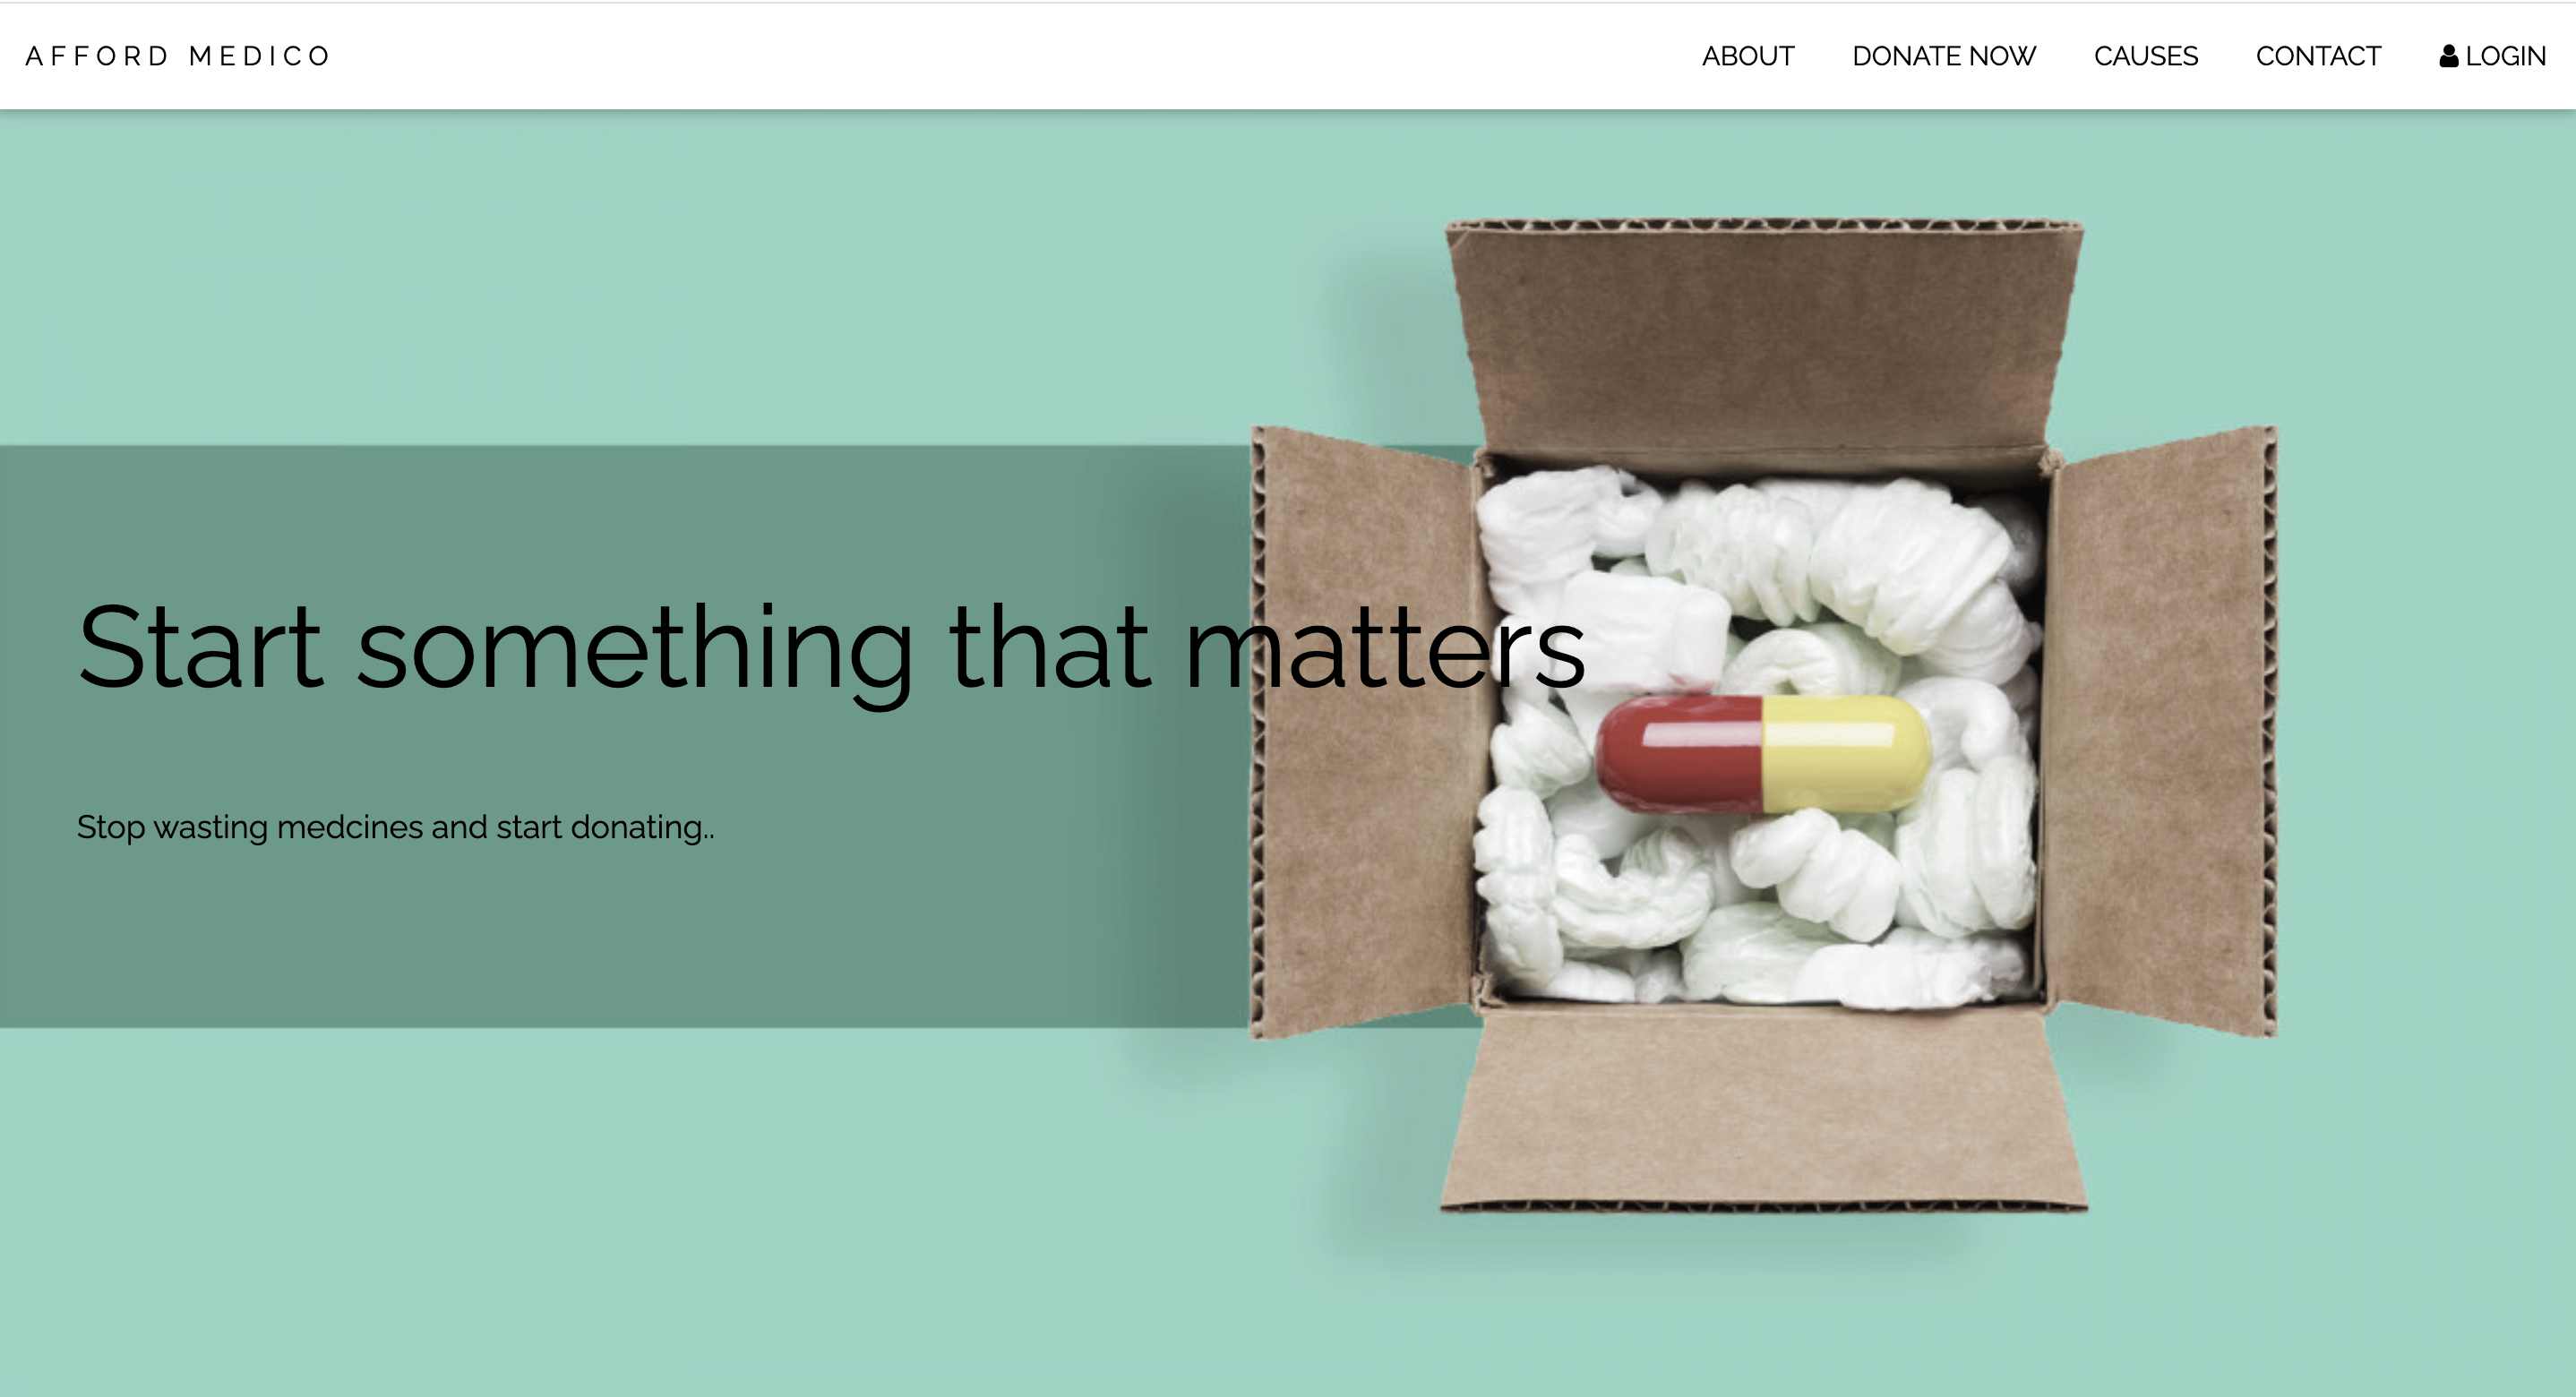 AFFORD MEDICO
ABOUT DONATE NOW CAUSES CONTACT LOGIN
Start something that matters
Stop wasting medcines and start donating..